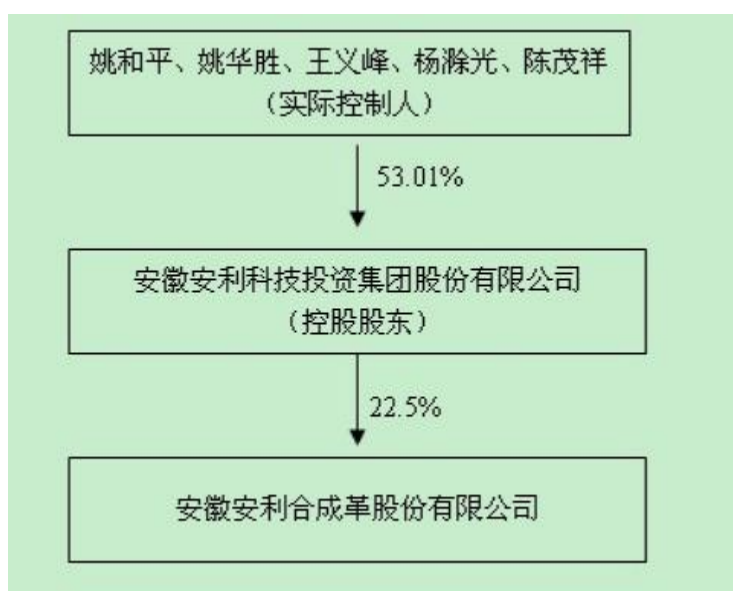 姚和平、姚华胜、王义峰、杨滁光、陈茂祥
（实际控制人）
53.01%
安徽安利科技投资集团股份有限公司
（控股股东）
22.5%
安徽安利合成革股份有限公司